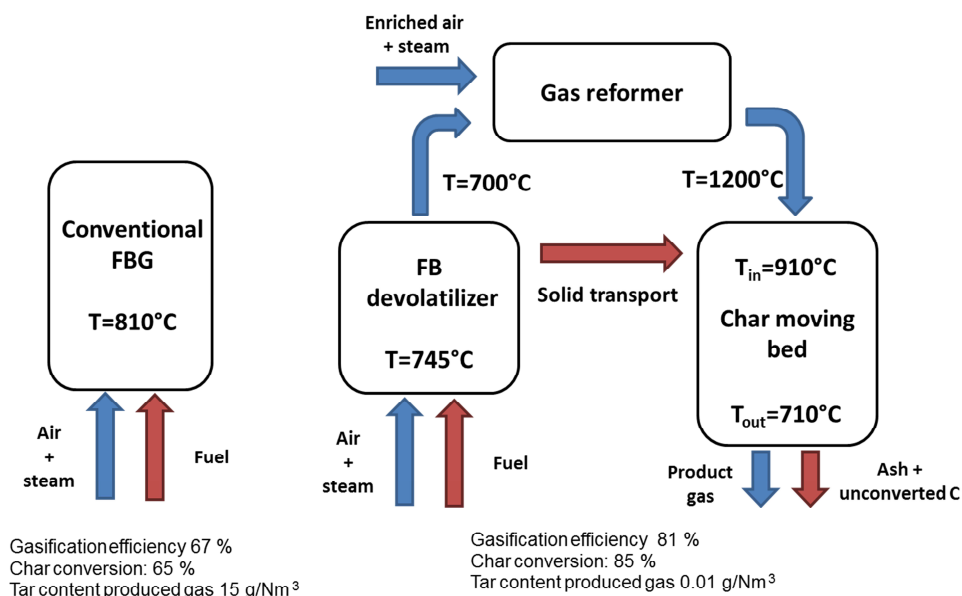 Enriched air
+ steam
Gas reformer
T=700°C
T=1200°C
Conventional
FBG
T=810°C
FB
devolatilizer
T=745°C
Solid transport
T_in=910°C
Char moving
bed
T_out=710°C
Air
+
steam
Fuel
Air
+
steam
Fuel
Product
gas
Ash +
unconverted C
Gasification efficiency 67 %
Char conversion: 65 %
Tar content produced gas 15 g/Nm³
Gasification efficiency 81 %
Char conversion: 85 %
Tar content produced gas 0.01 g/Nm³